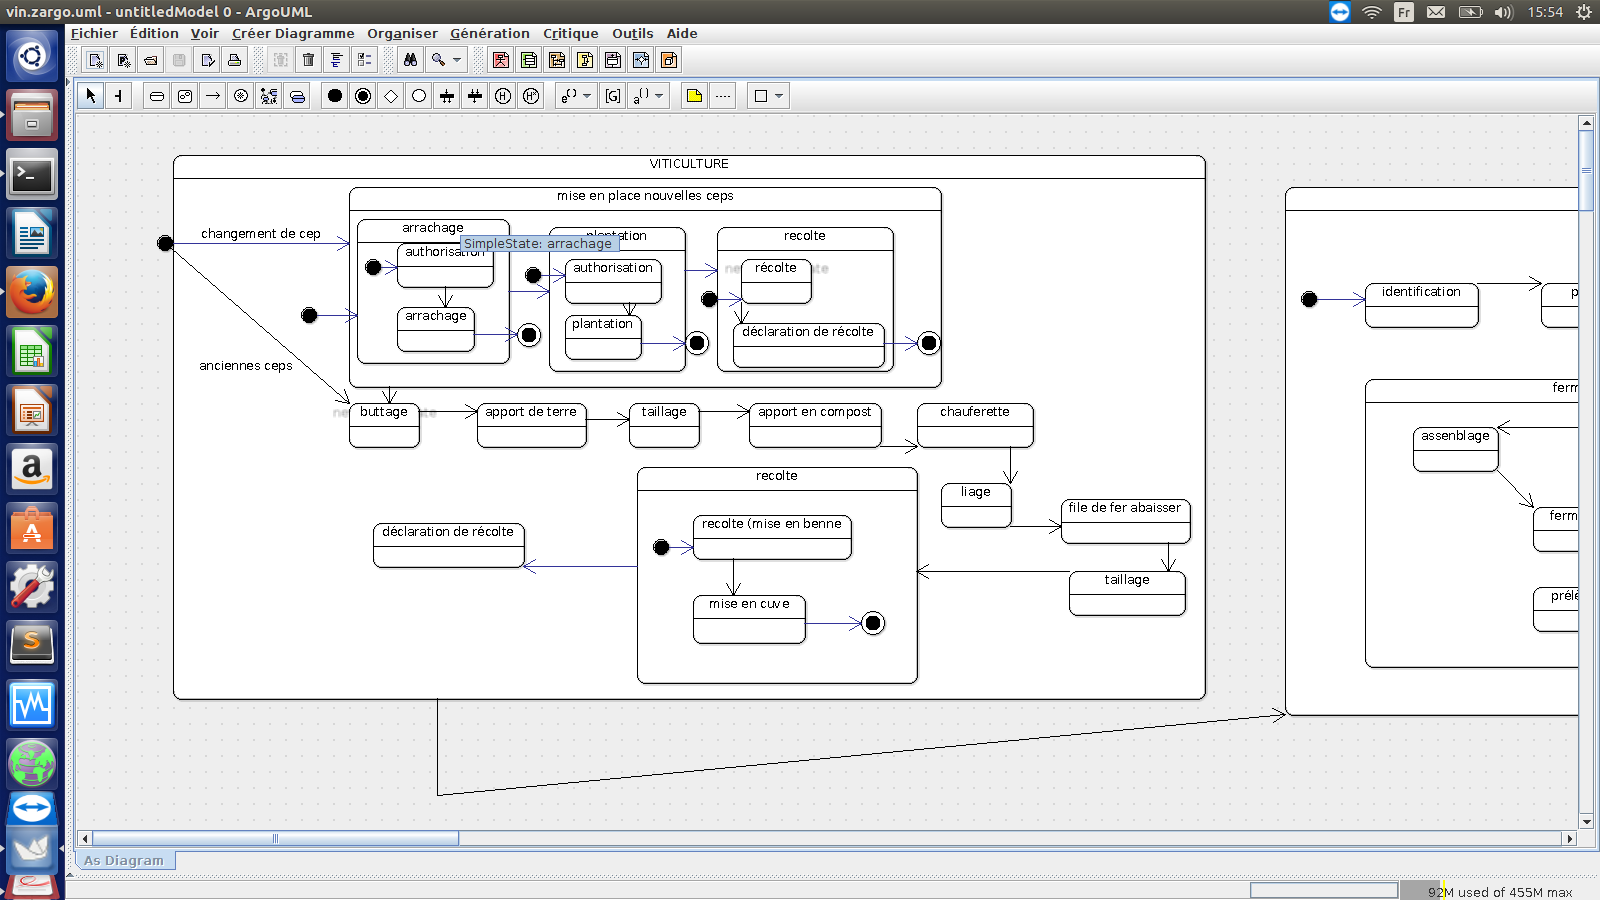 vin.zargo.uml - untitledModel 0 - ArgoUML
Fr
15:54
Fichier Édition Voir Créer Diagramme Organiser Génération Critique Outils Aide
VITICULTURE
mise en place nouvelles ceps
arrachage
plantation
recolte
changement de cep
SimpleState: arrachage
authorisation
authorisation
récolte
identification
arrachage
plantation
déclaration de récolte
anciennes ceps
buttage
apport de terre
taillage
apport en compost
chauferette
assenblage
recolte
liage
file de fer abaisser
déclaration de récolte
recolte (mise en benne
taillage
mise en cuve
As Diagram
92M used of 455M max